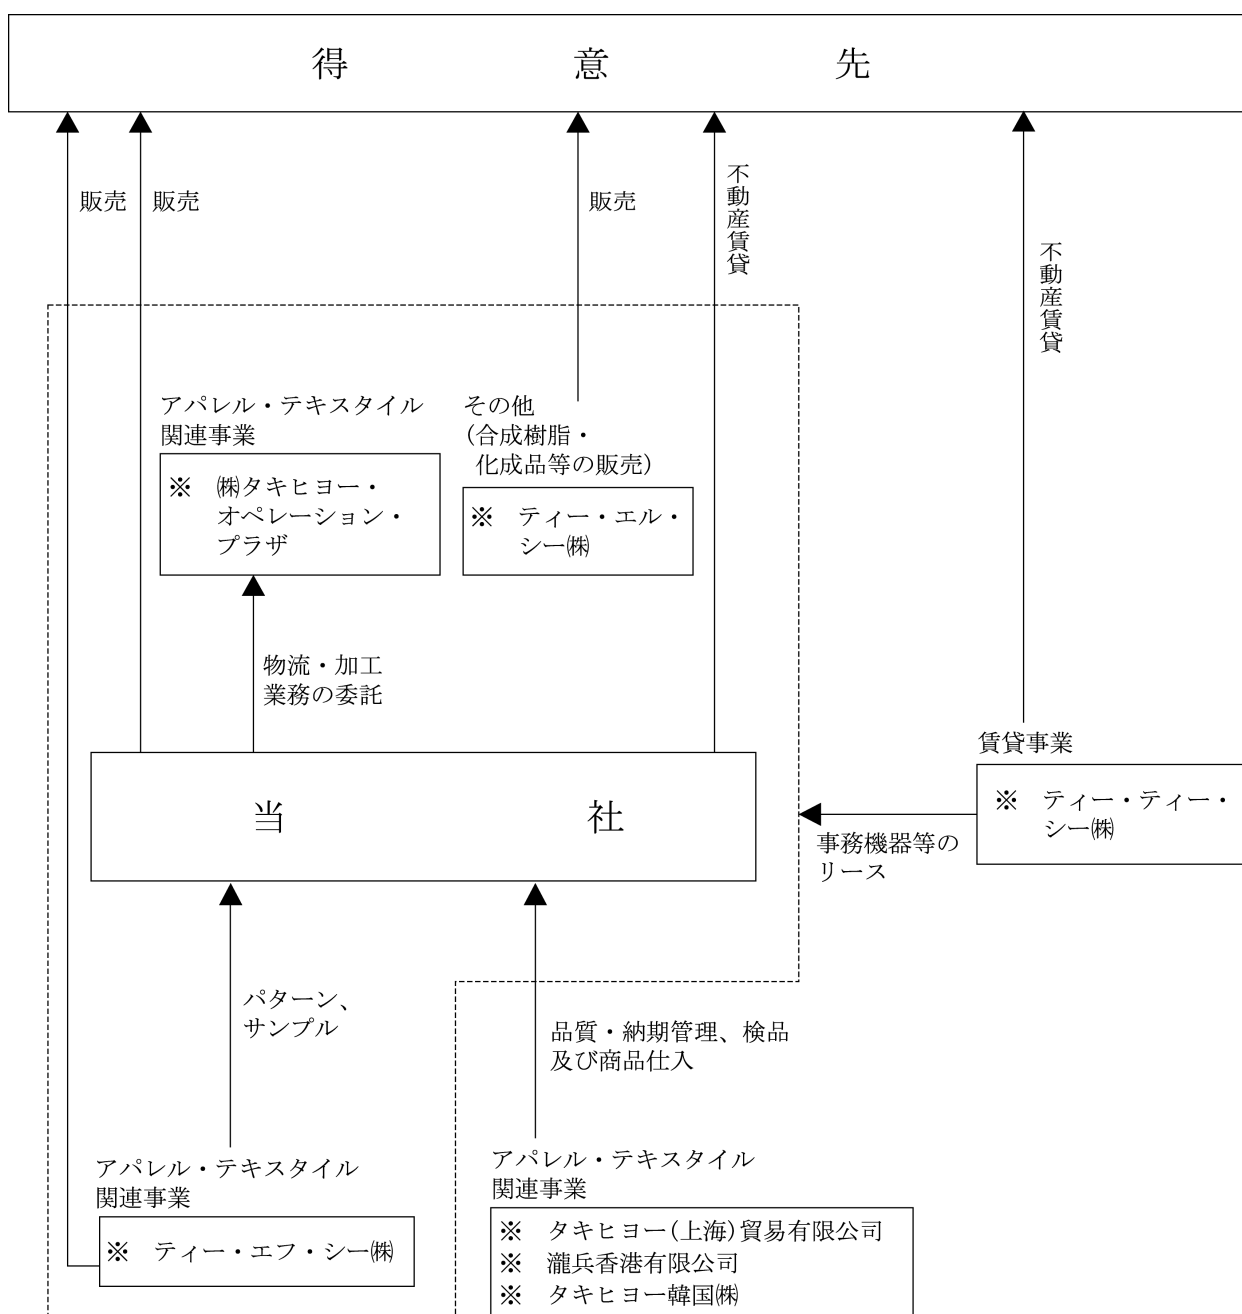 得意先
販売
販売
販売
不動産賃貸
不動産賃貸
アパレル・テキスタイル
関連事業
※ ㈱タキヒヨー・
オペレーション・
プラザ
その他
(合成樹脂・
化成品等の販売)
※ ティー・エル・
シー㈱
物流・加工
業務の委託
当社
賃貸事業
※ ティー・ティー・
シー㈱
事務機器等の
リース
パターン、
サンプル
品質・納期管理、検品
及び商品仕入
アパレル・テキスタイル
関連事業
※ ティー・エフ・シー㈱
アパレル・テキスタイル
関連事業
※ タキヒヨー(上海)貿易有限公司
※ 瀧兵香港有限公司
※ タキヒヨー韓国㈱